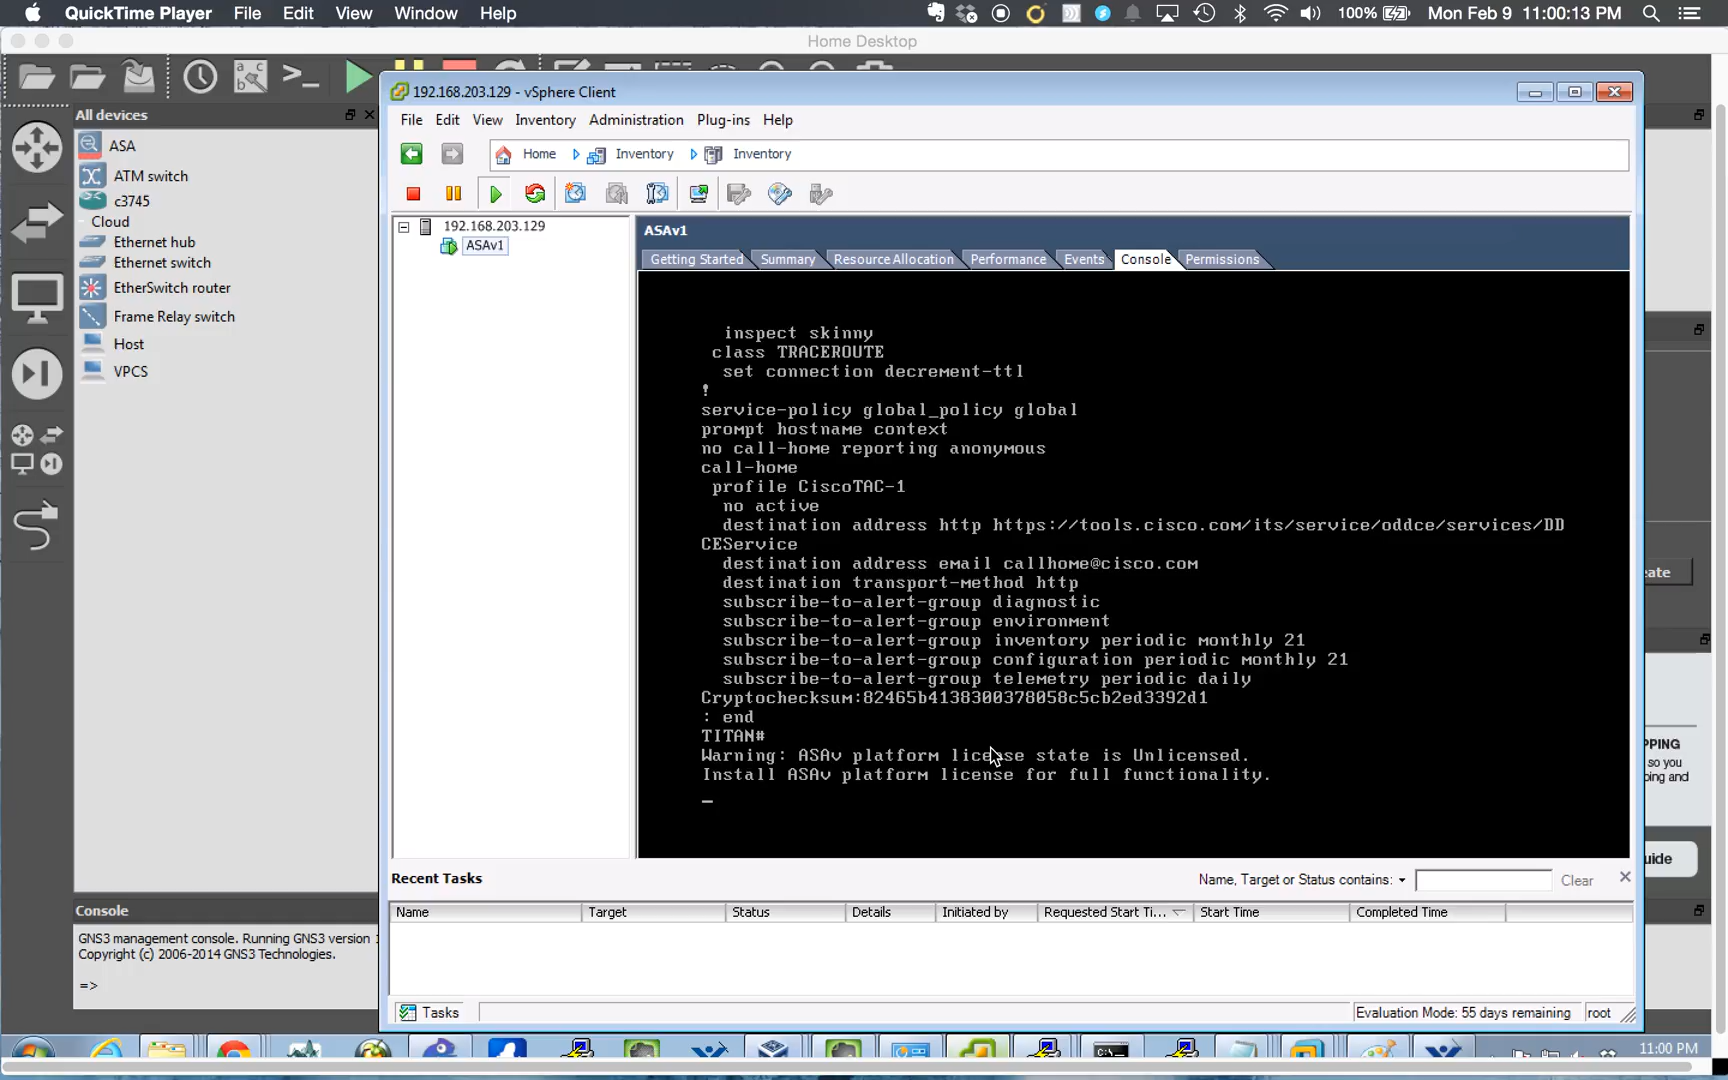 QuickTime Player File Edit View Window Help 100% Mon Feb 9 11:00:13 PM
Home Desktop
All devices
ASA
ATM switch
c3745
Cloud
Ethernet hub
Ethernet switch
EtherSwitch router
Frame Relay switch
Host
VPCS
Console
GNS3 management console. Running GNS3 version 1
Copyright (c) 2006-2014 GNS3 Technologies.
=>
192.168.203.129 - vSphere Client
File Edit View Inventory Administration Plug-ins Help
Home Inventory Inventory
192.168.203.129
ASAv1
ASAv1
Getting Started Summary Resource Allocation Performance Events Console Permissions
inspect skinny
class TRACEROUTE
set connection decrement-ttl
!
service-policy global_policy global
prompt hostname context
no call-home reporting anonymous
call-home
profile CiscoTAC-1
no active
destination address http https://tools.cisco.com/its/service/oddce/services/DD
CEService
destination address email callhome@cisco.com
destination transport-method http
subscribe-to-alert-group diagnostic
subscribe-to-alert-group environment
subscribe-to-alert-group inventory periodic monthly 21
subscribe-to-alert-group configuration periodic monthly 21
subscribe-to-alert-group telemetry periodic daily
Cryptochecksum:82465b4138300378058c5cb2ed3392d1
: end
TITAN#
Warning: ASAv platform license state is Unlicensed.
Install ASAv platform license for full functionality.
_
Recent Tasks
Name, Target or Status contains: Clear
Name Target Status Details Initiated by Requested Start Ti... Start Time Completed Time
Tasks
Evaluation Mode: 55 days remaining root
eate
PPING
so you
ping and
uide
C:\
11:00 PM